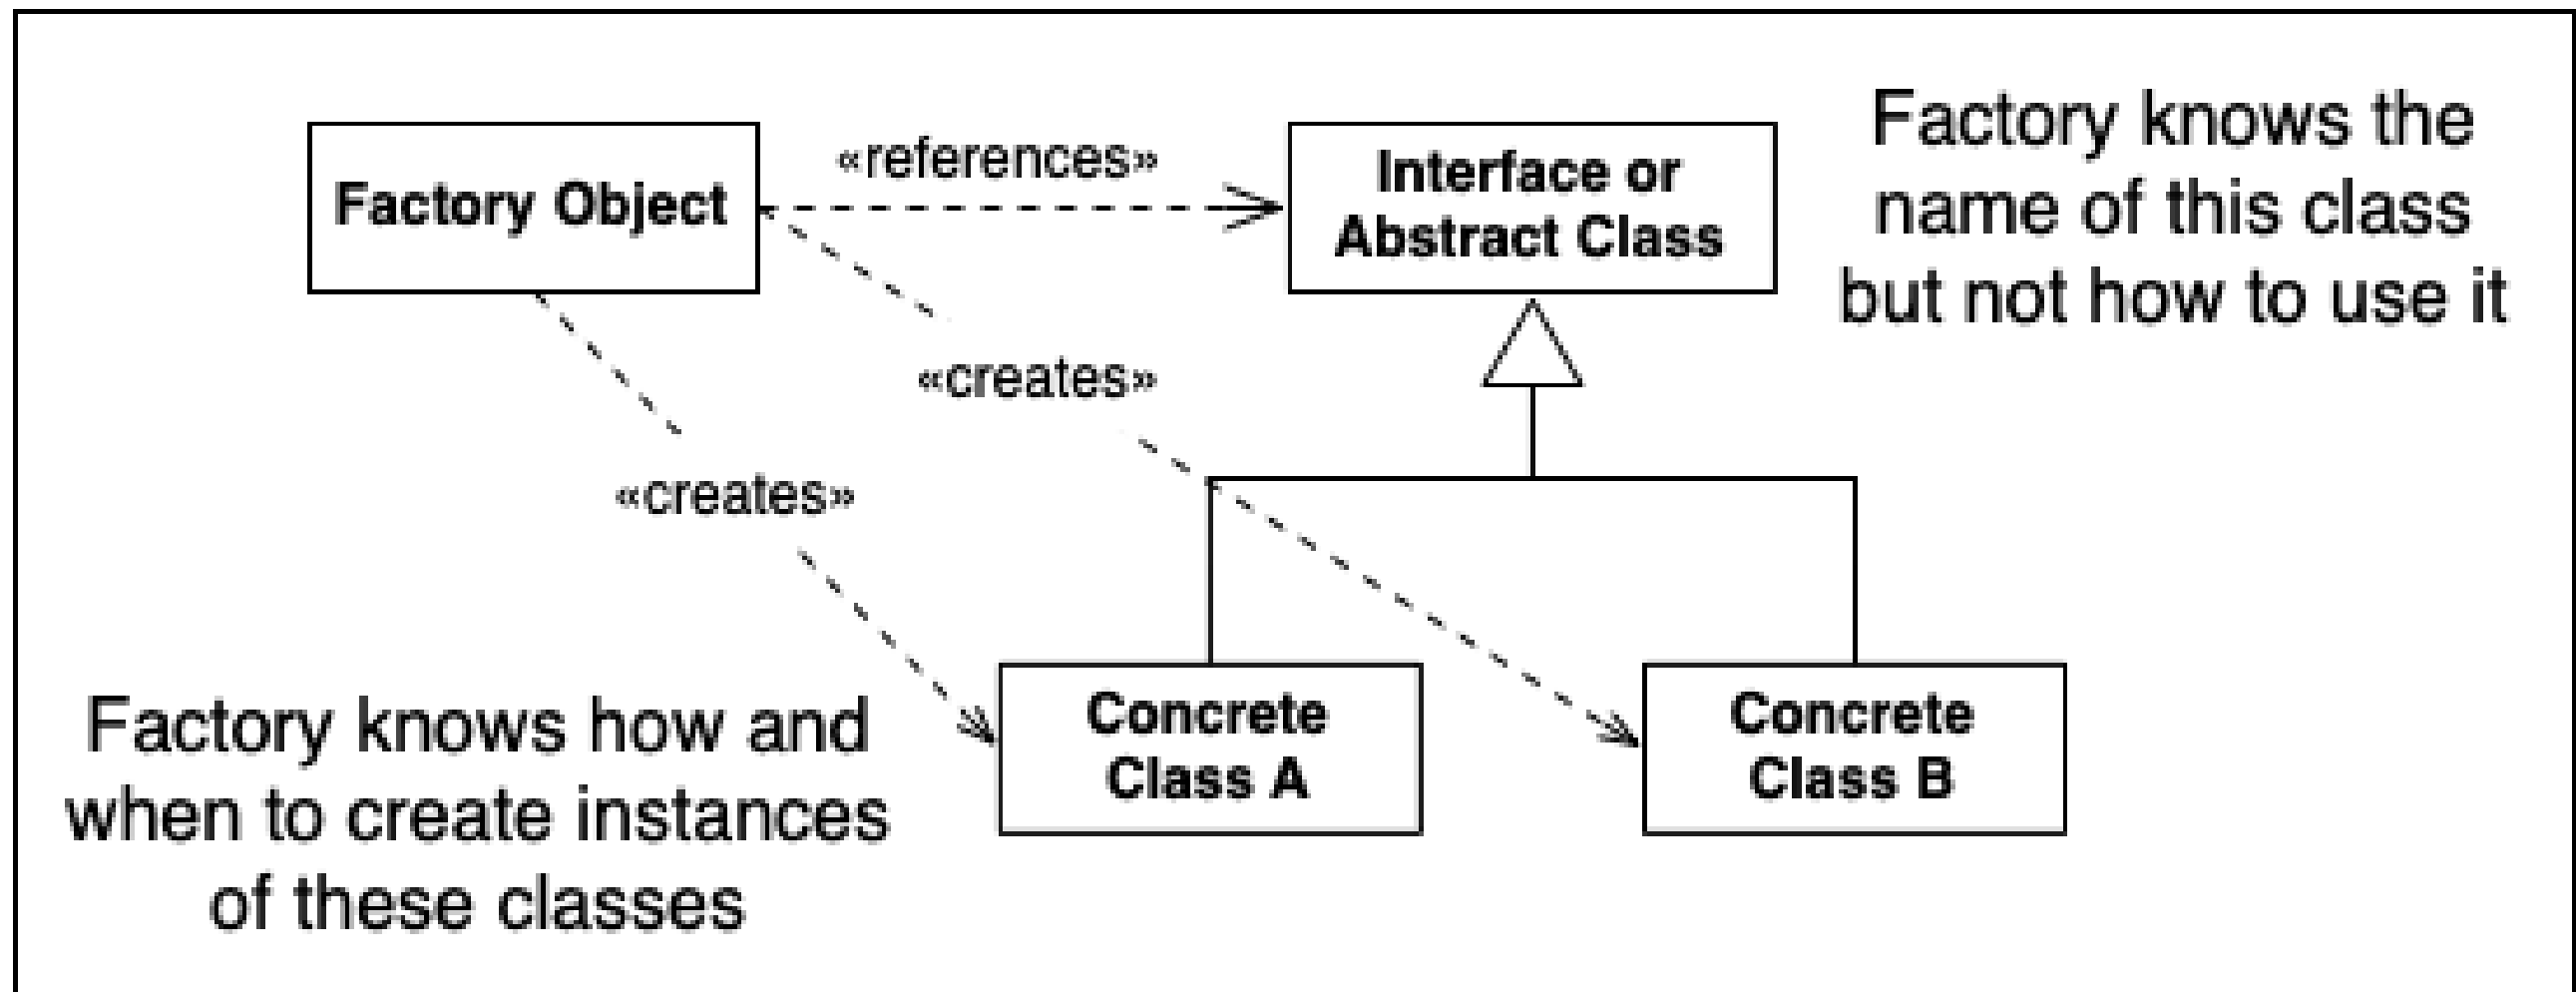 Factory Object
«references»
Interface or
Abstract Class
Factory knows the
name of this class
but not how to use it
«creates»
«creates»
Factory knows how and
when to create instances
of these classes
Concrete
Class A
Concrete
Class B